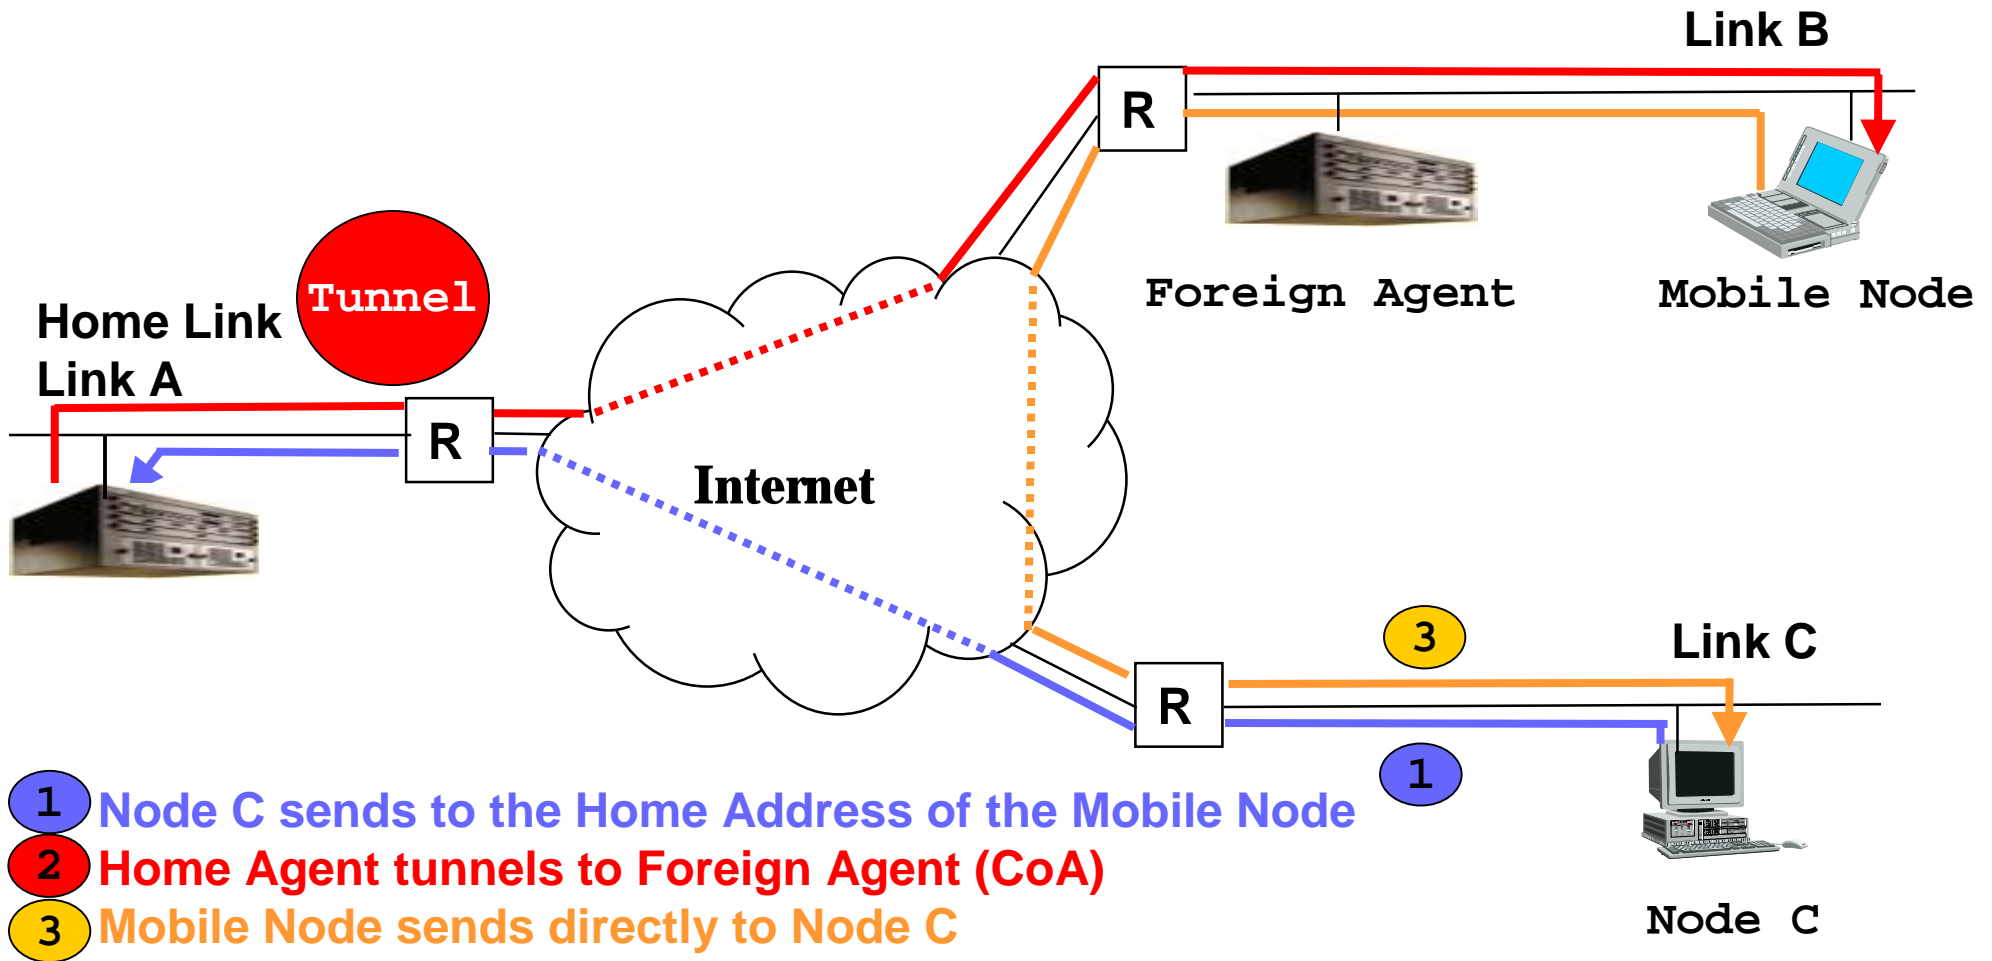 Link B
R
Foreign Agent
Mobile Node
Tunnel
Home Link
Link A
R
Internet
3
Link C
R
1
1 Node C sends to the Home Address of the Mobile Node
2 Home Agent tunnels to Foreign Agent (CoA)
3 Mobile Node sends directly to Node C
Node C